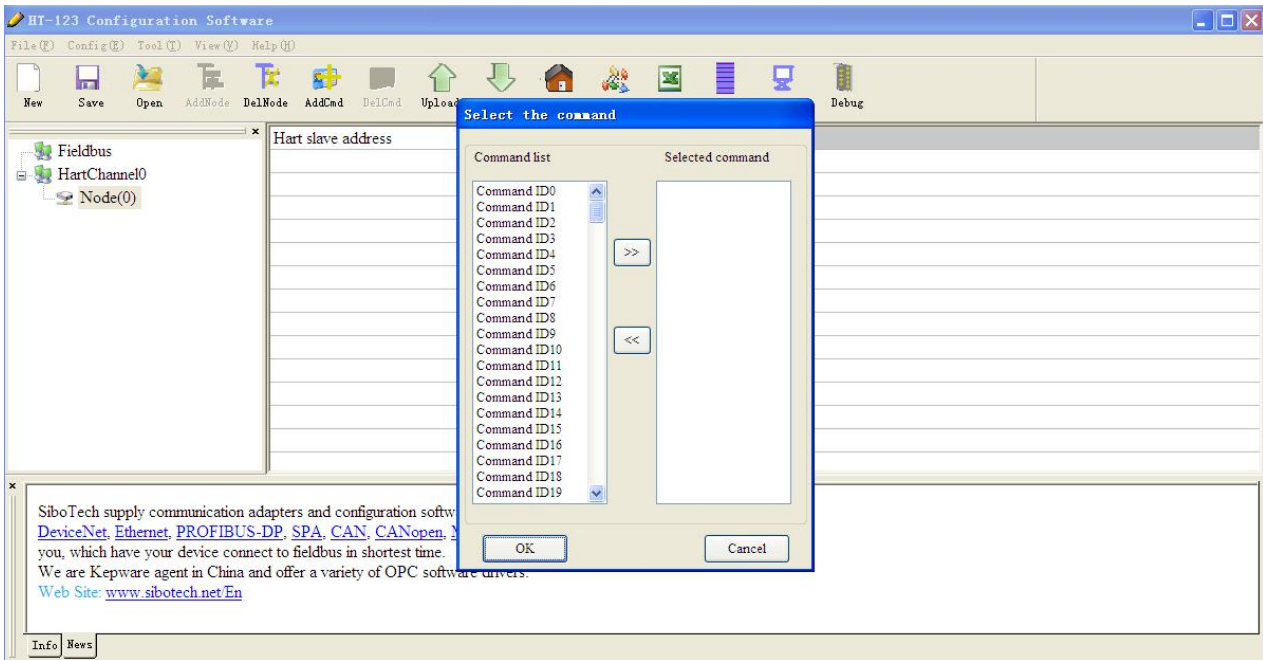 HT-123 Configuration Software
File(F) Config(E) Tool(T) View(V) Help(H)
New Save Open AddNode DelNode AddCmd DelCmd Upload Debug
Select the command
Fieldbus
HartChannel0
Node(0)
Hart slave address
Command list Selected command
Command ID0
Command ID1
Command ID2
Command ID3
Command ID4
Command ID5
Command ID6
Command ID7
Command ID8
Command ID9
Command ID10
Command ID11
Command ID12
Command ID13
Command ID14
Command ID15
Command ID16
Command ID17
Command ID18
Command ID19
>>
<<
OK Cancel
SiboTech supply communication adapters and configuration softw
DeviceNet, Ethernet, PROFIBUS-DP, SPA, CAN, CANopen,
you, which have your device connect to fieldbus in shortest time.
We are Kepware agent in China and offer a variety of OPC software drivers.
Web Site: www.sibotech.net/En
Info News